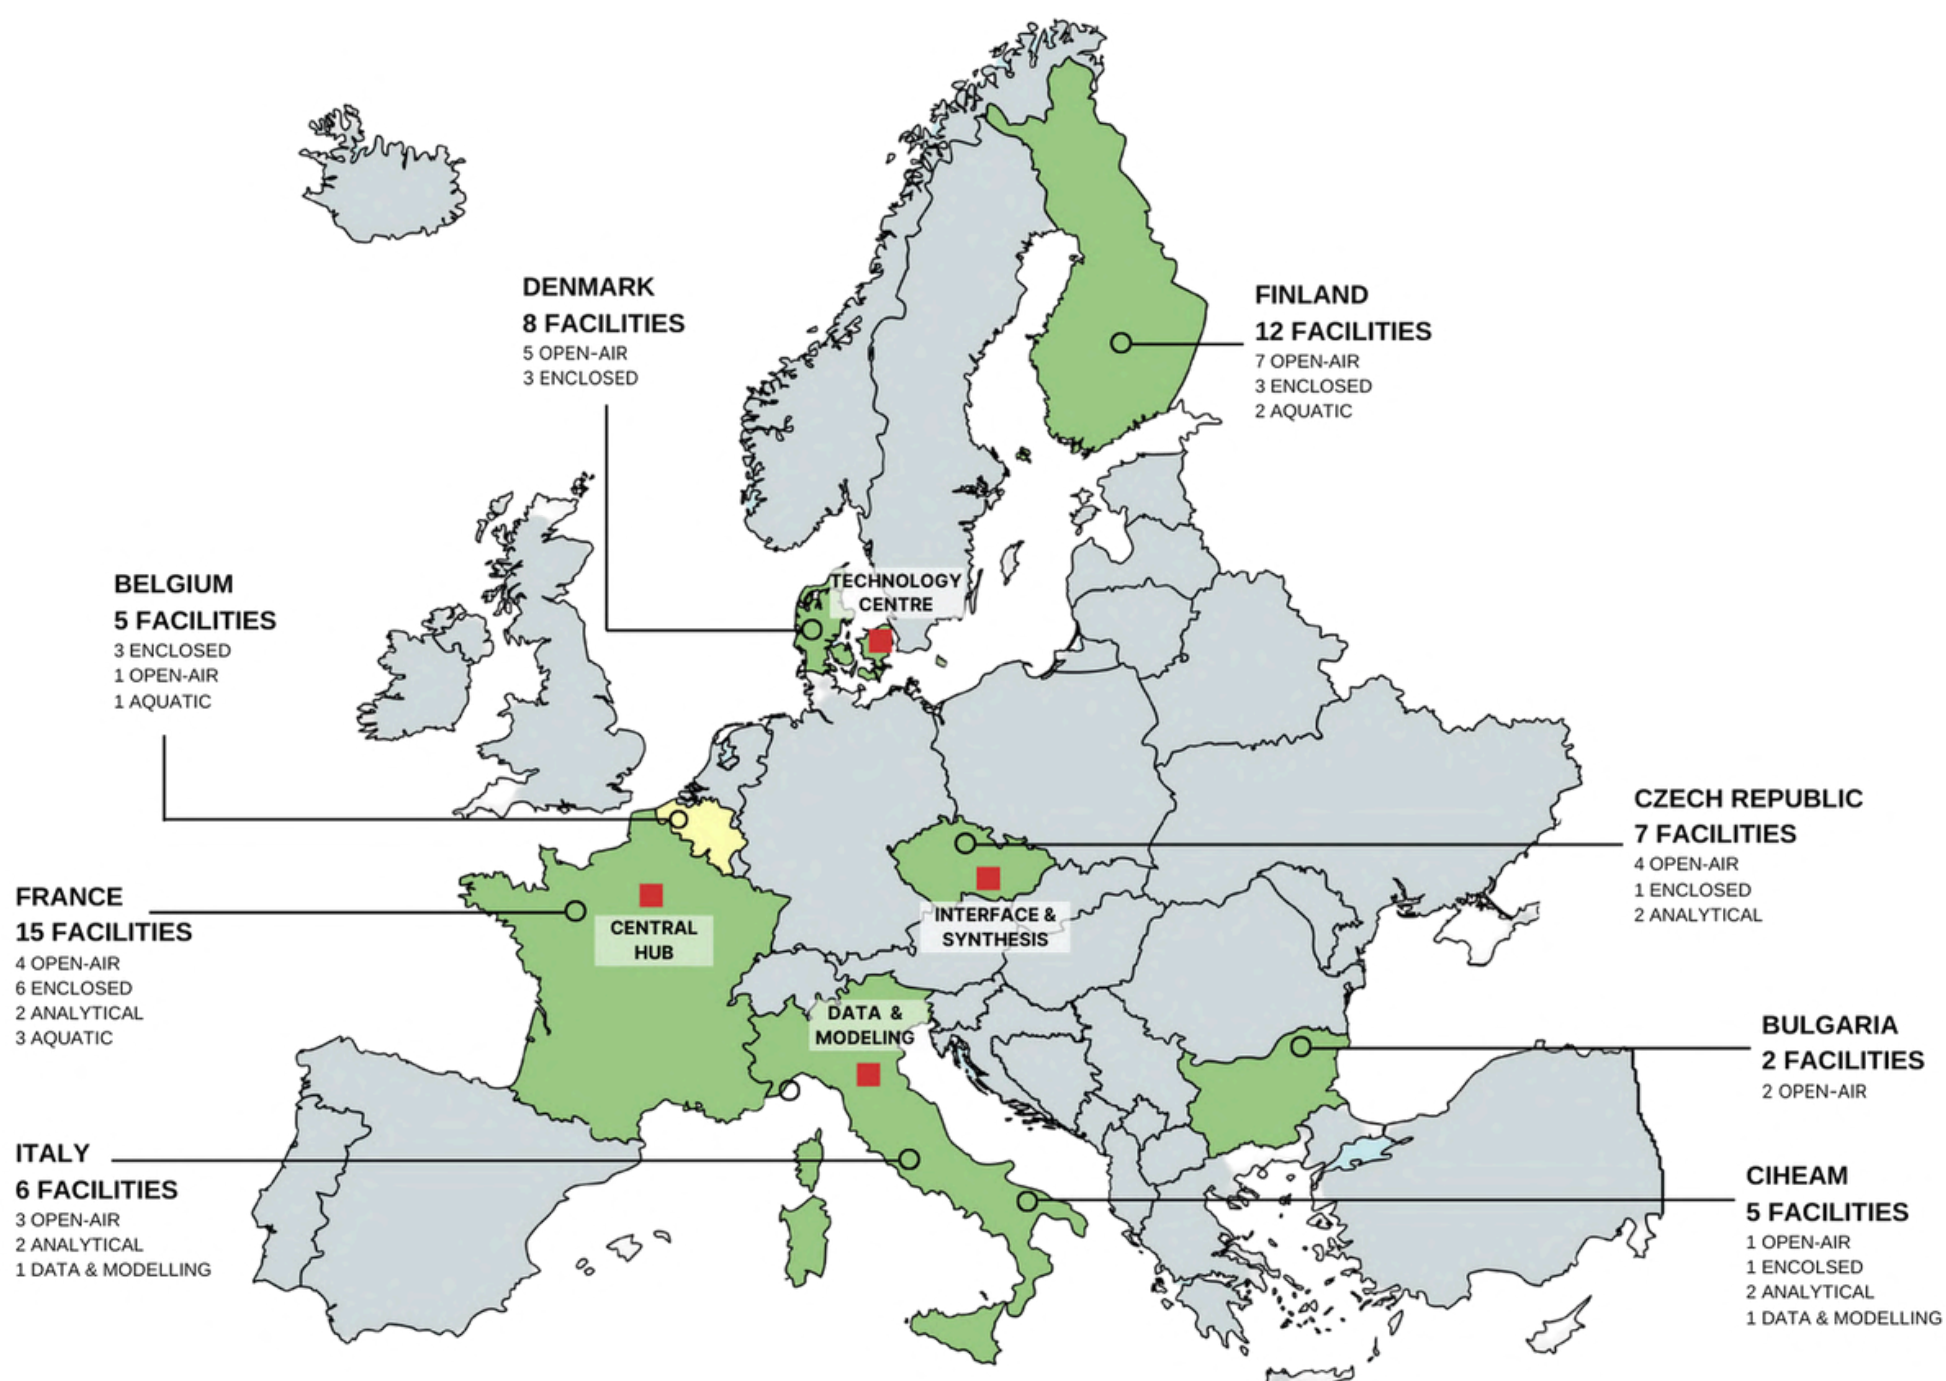 DENMARK
8 FACILITIES
5 OPEN-AIR
3 ENCLOSED
FINLAND
12 FACILITIES
7 OPEN-AIR
3 ENCLOSED
2 AQUATIC
TECHNOLOGY
CENTRE
BELGIUM
5 FACILITIES
3 ENCLOSED
1 OPEN-AIR
1 AQUATIC
CZECH REPUBLIC
7 FACILITIES
4 OPEN-AIR
1 ENCLOSED
2 ANALYTICAL
FRANCE
15 FACILITIES
4 OPEN-AIR
6 ENCLOSED
2 ANALYTICAL
3 AQUATIC
CENTRAL
HUB
INTERFACE &
SYNTHESIS
DATA &
MODELING
BULGARIA
2 FACILITIES
2 OPEN-AIR
ITALY
6 FACILITIES
3 OPEN-AIR
2 ANALYTICAL
1 DATA & MODELLING
CIHEAM
5 FACILITIES
1 OPEN-AIR
1 ENCOLSED
2 ANALYTICAL
1 DATA & MODELLING